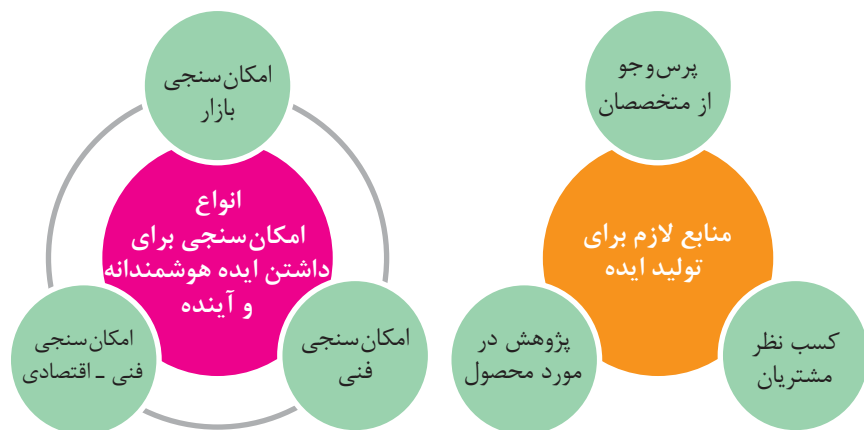 پرس‌وجو
از متخصصان
منابع لازم برای
تولید ایده
کسب نظر
مشتریان
پژوهش در
مورد محصول
امکان‌سنجی
بازار
انواع
امکان‌سنجی برای
داشتن ایده هوشمندانه
و آینده
امکان‌سنجی
فنی
امکان‌سنجی
فنی ـ اقتصادی